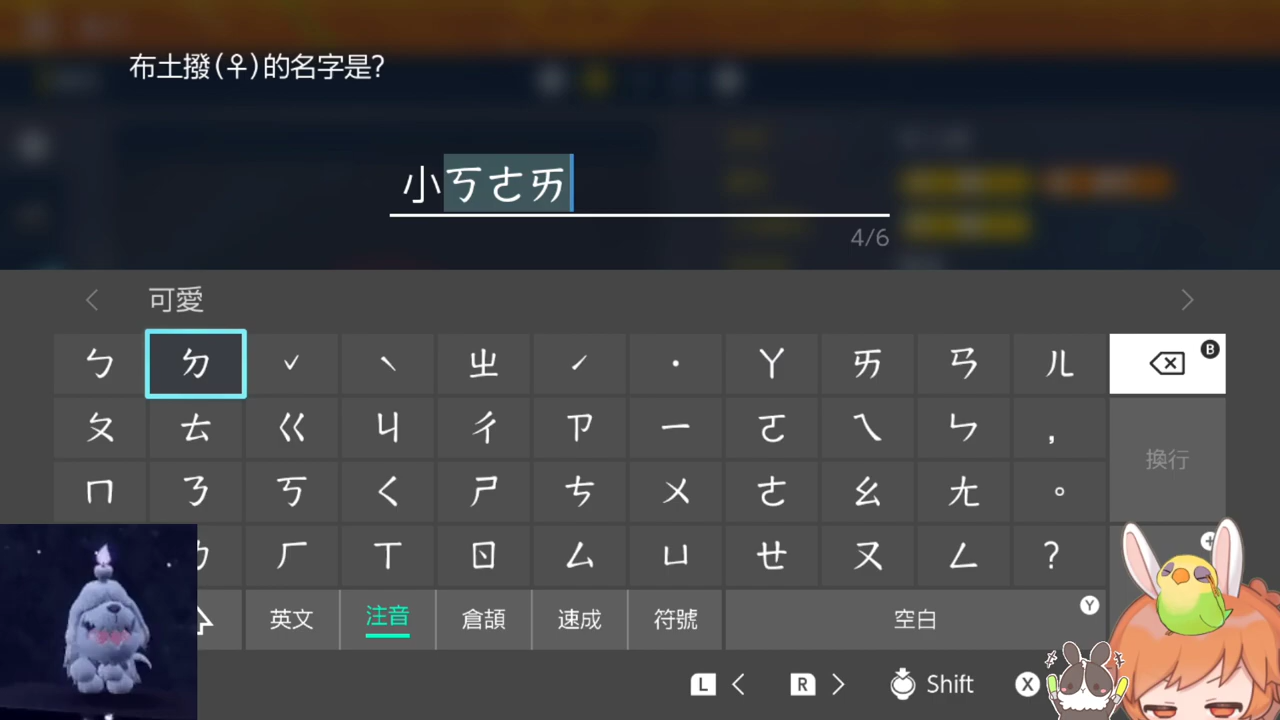 布土撥(♀)的名字是?
小ㄎㄜㄞ
4/6
可愛
ㄅ ㄉ ˇ ˋ ㄓ ˊ ˙ ㄚ ㄞ ㄢ ㄦ B
ㄆ ㄊ ㄍ ㄐ ㄔ ㄗ ㄧ ㄛ ㄟ ㄣ , 換行
ㄇ ㄋ ㄎ ㄑ ㄕ ㄘ ㄨ ㄜ ㄠ ㄤ 。
ㄏ ㄒ ㄖ ㄙ ㄩ ㄝ ㄡ ㄥ ? +
英文 注音 倉頡 速成 符號 空白 Y
L R Shift X